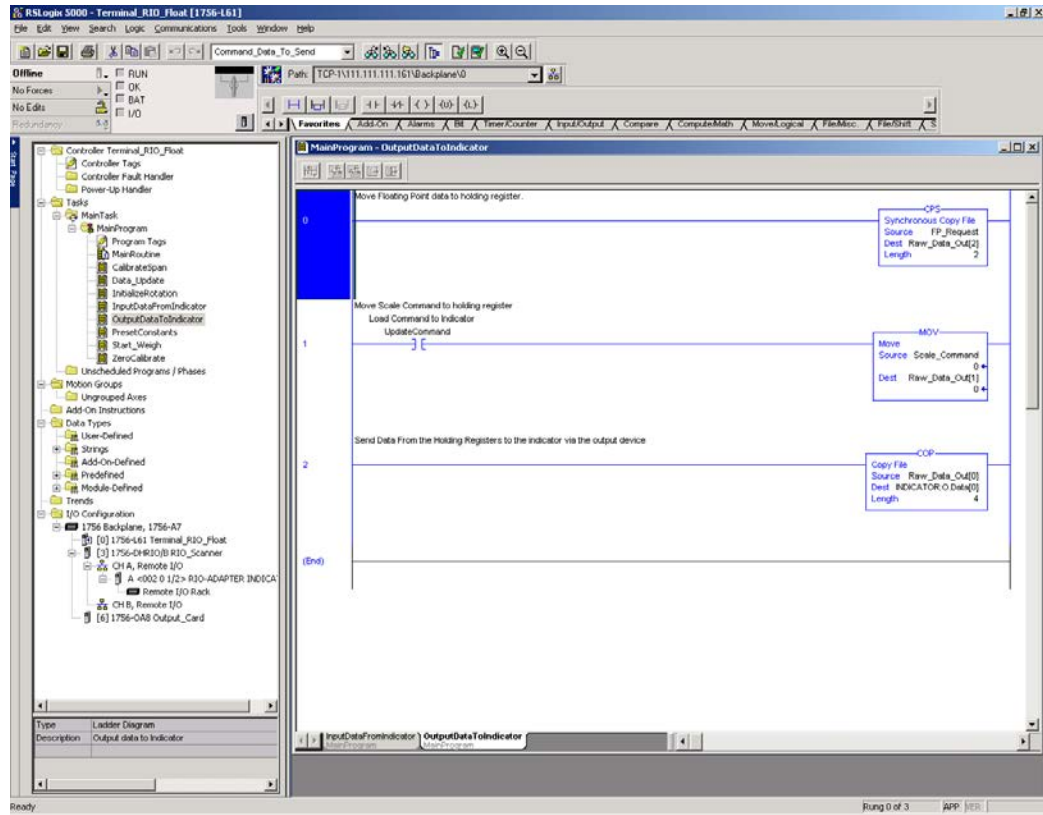 RSLogix 5000 - Terminal_RIO_Float [1756-L61]
File Edit View Search Logic Communications Tools Window Help
Command_Data_To_Send
Offline
RUN
Path: TCP-1\111.111.111.161\Backplane\0
No Forces
OK
BAT
No Edits
I/O
Redundancy
Favorites Add-On Alarms Bit Timer/Counter Input/Output Compare Compute/Math Move/Logical File/Misc. File/Shift S
Start Page
Controller Terminal_RIO_Float
Controller Tags
Controller Fault Handler
Power-Up Handler
Tasks
MainTask
MainProgram
Program Tags
MainRoutine
CalibrateSpan
Data_Update
InitializeRotation
InputDataFromIndicator
OutputDataToIndicator
PresetConstants
Start_Weigh
ZeroCalibrate
Unscheduled Programs / Phases
Motion Groups
Ungrouped Axes
Add-On Instructions
Data Types
User-Defined
Strings
Add-On-Defined
Predefined
Module-Defined
Trends
I/O Configuration
1756 Backplane, 1756-A7
[0] 1756-L61 Terminal_RIO_Float
[3] 1756-DHRIO/B RIO_Scanner
CH A, Remote I/O
A <002 0 1/2> RIO-ADAPTER INDICA
Remote I/O Rack
CH B, Remote I/O
[6] 1756-OA8 Output_Card
Type Ladder Diagram
Description Output data to Indicator
MainProgram - OutputDataToIndicator
Move Floating Point data to holding register.
0
CPS
Synchronous Copy File
Source FP_Request
Dest Raw_Data_Out[2]
Length 2
Move Scale Command to holding register
Load Command to Indicator
UpdateCommand
1
MOV
Move
Source Scale_Command
0
Dest Raw_Data_Out[1]
0
Send Data From the Holding Registers to the indicator via the output device
2
COP
Copy File
Source Raw_Data_Out[0]
Dest INDICATOR:O.Data[0]
Length 4
(End)
InputDataFromIndicator OutputDataToIndicator
MainProgram MainProgram
Ready
Rung 0 of 3 APP VER